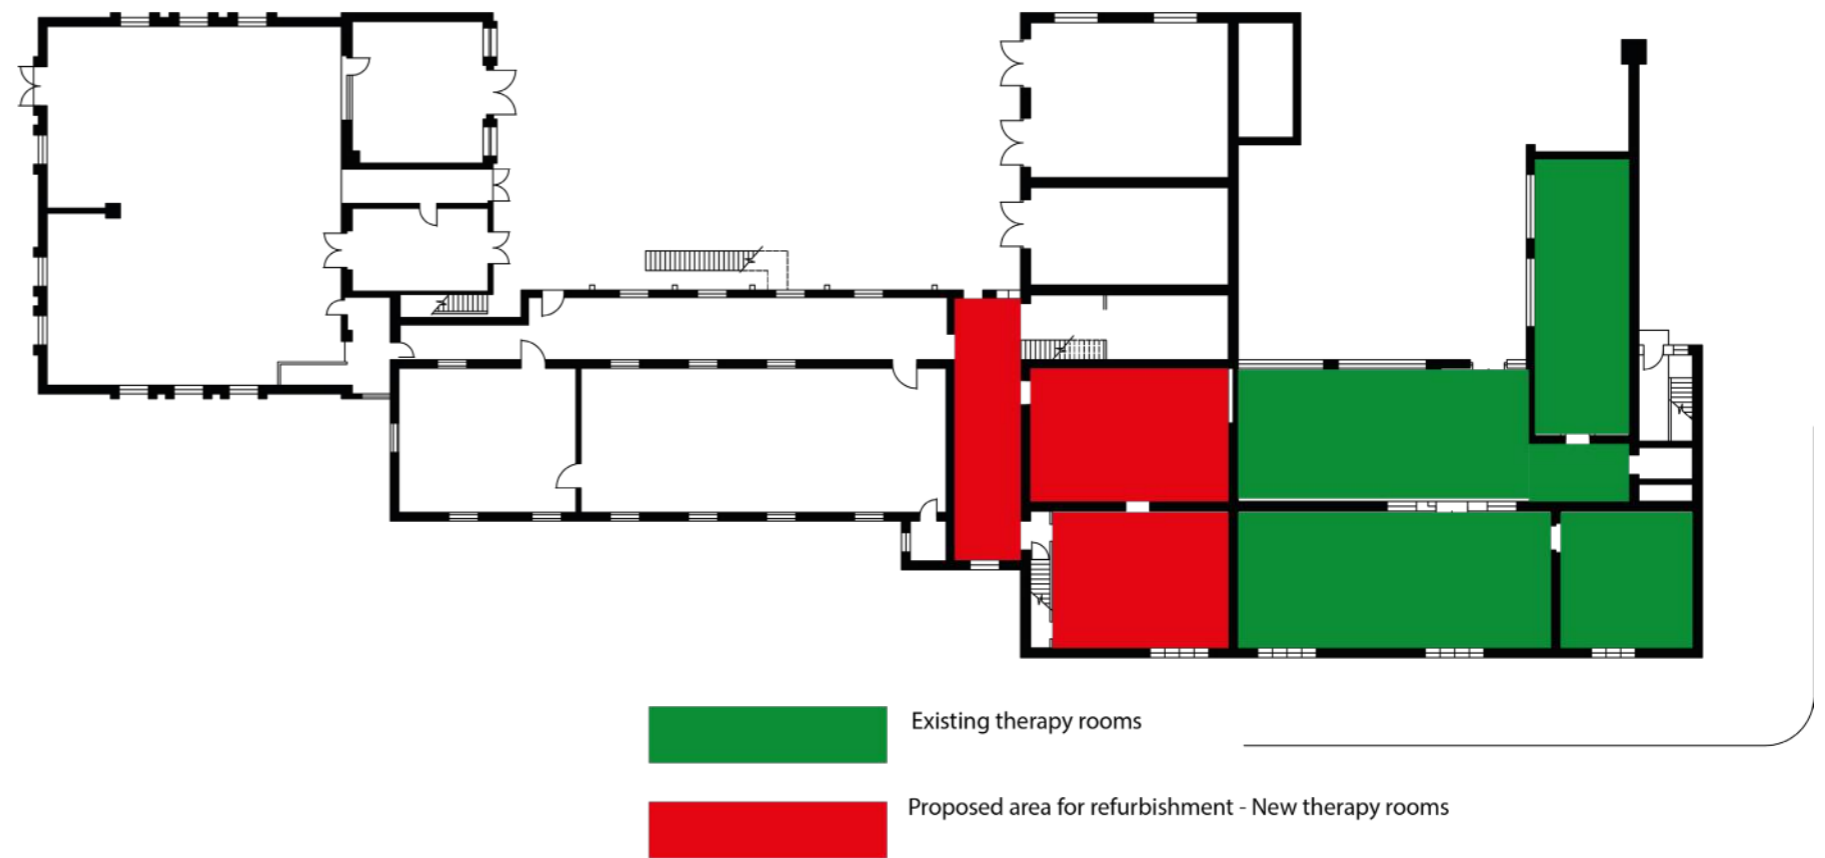 Existing therapy rooms
Proposed area for refurbishment - New therapy rooms